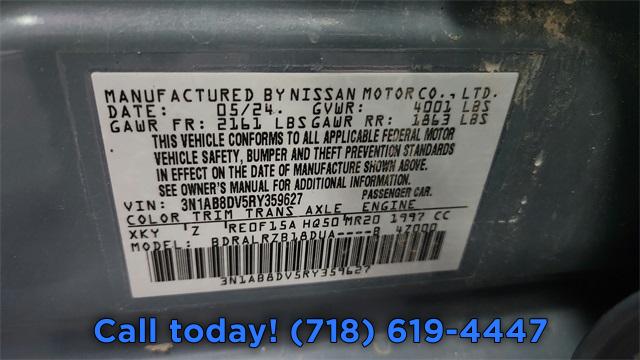 MANUFACTURED BY NISSAN MOTOR CO., LTD.
DATE: 05/24. GVWR: 4001 LBS
GAWR FR: 2161 LBS GAWR RR: 1863 LBS
THIS VEHICLE CONFORMS TO ALL APPLICABLE FEDERAL MOTOR
VEHICLE SAFETY, BUMPER AND THEFT PREVENTION STANDARDS
IN EFFECT ON THE DATE OF MANUFACTURE SHOWN ABOVE.
SEE OWNER'S MANUAL FOR ADDITIONAL INFORMATION.
VIN: 3N1AB8DV5RY359627 PASSENGER CAR.
COLOR TRIM TRANS AXLE ENGINE
XKY 'Z 'RE0F15A HQ50 MR20 1997 CC
MODEL: BDRALRZB18DUA----B 47000
3N1AB8DV5RY359627
Call today! (718) 619-4447